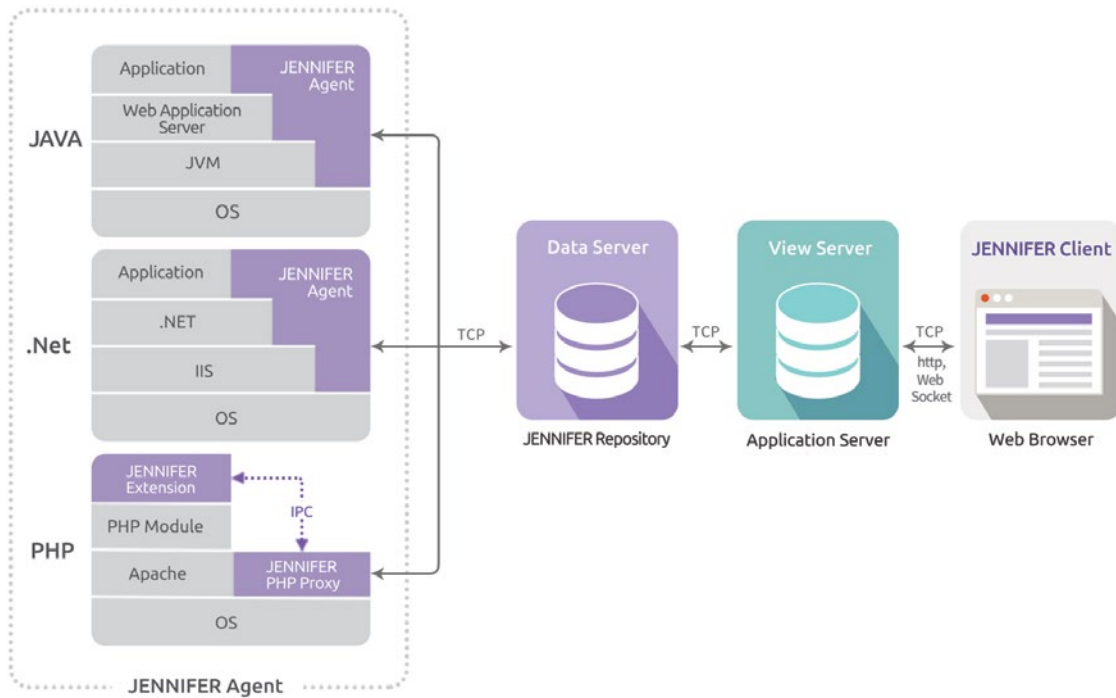 JAVA
Application
JENNIFER
Agent
Web Application
Server
JVM
OS
.Net
Application
JENNIFER
Agent
.NET
IIS
OS
PHP
JENNIFER
Extension
IPC
PHP Module
Apache
JENNIFER
PHP Proxy
OS
JENNIFER Agent
TCP
Data Server
JENNIFER Repository
TCP
View Server
Application Server
TCP
http,
Web
Socket
JENNIFER Client
Web Browser